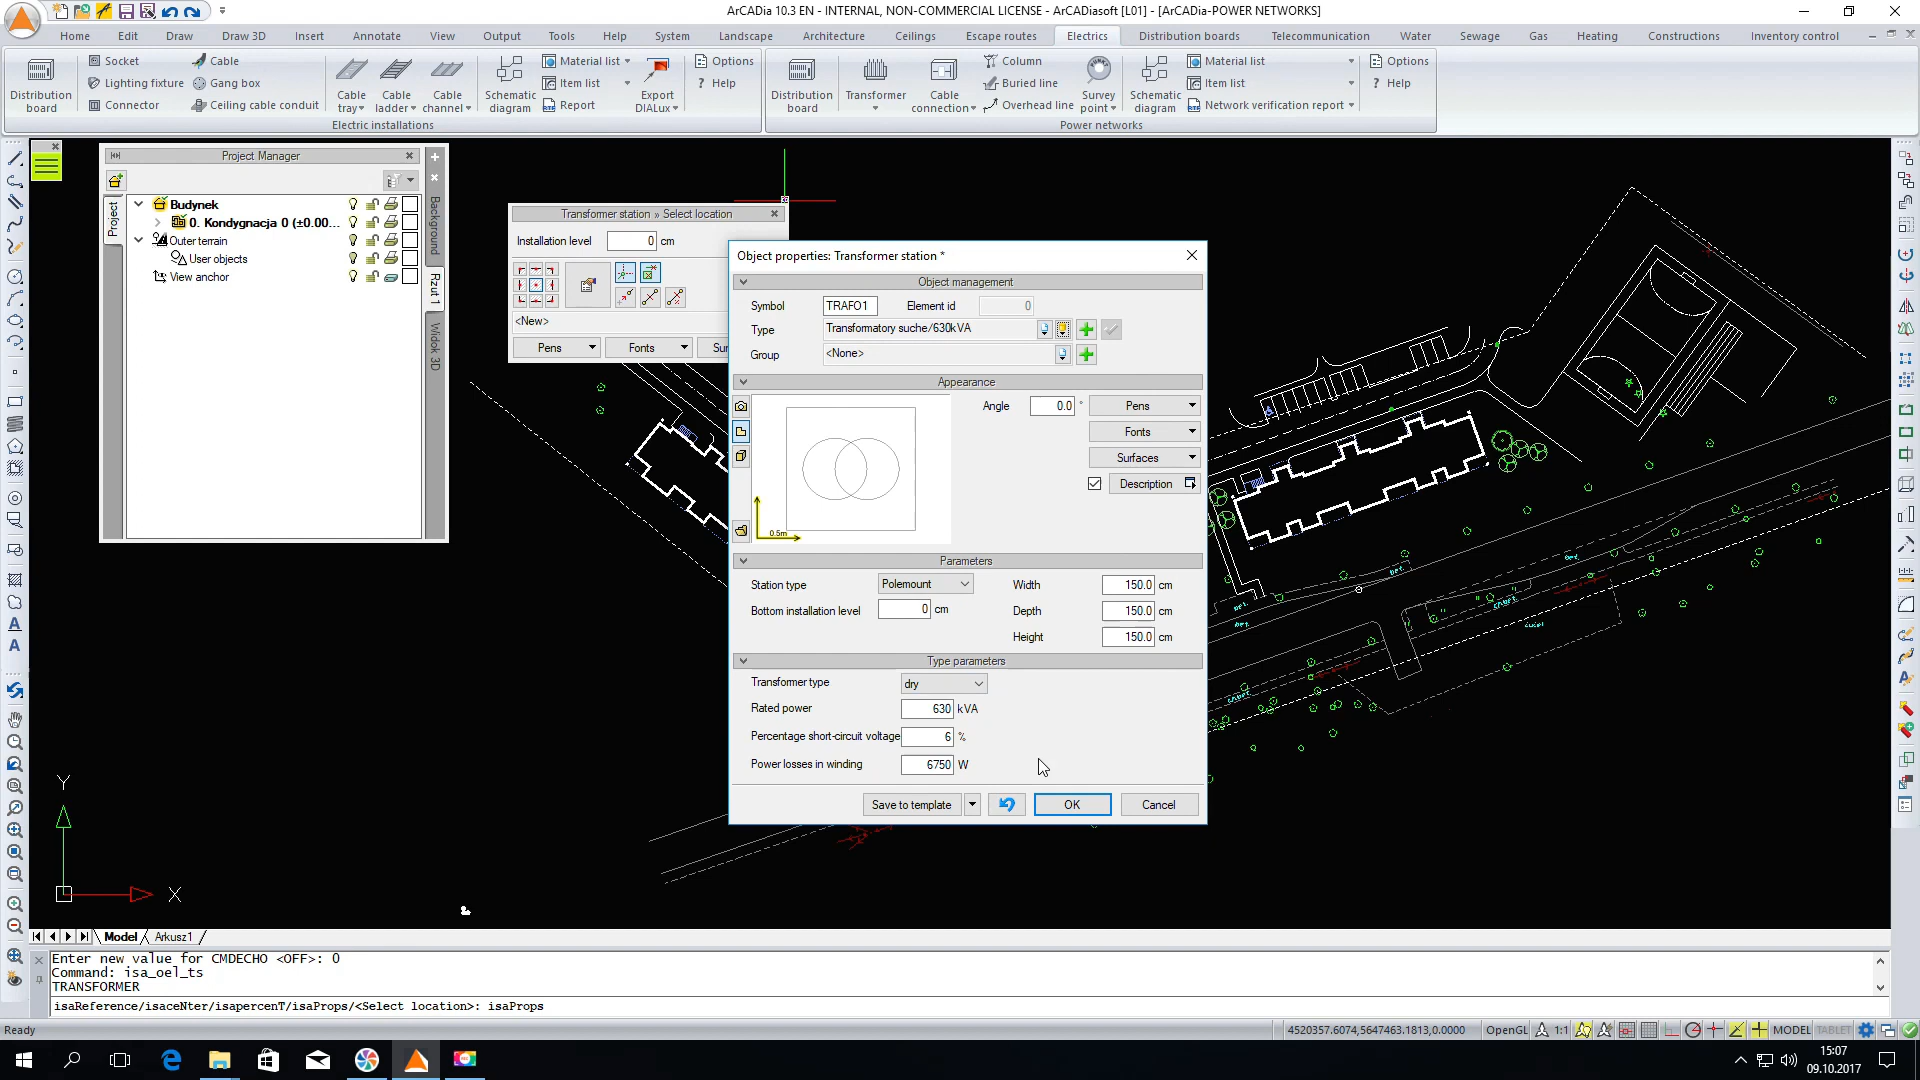 ArCADia 10.3 EN - INTERNAL, NON-COMMERCIAL LICENSE - ArCADiasoft [L01] - [ArCADia-POWER NETWORKS]
Home Edit Draw Draw 3D Insert Annotate View Output Tools Help System Landscape Architecture Ceilings Escape routes Electrics Distribution boards Telecommunication Water Sewage Gas Heating Constructions Inventory control
Distribution board
Socket
Lighting fixture
Connector
Cable
Gang box
Ceiling cable conduit
Cable tray
Cable ladder
Cable channel
Schematic diagram
Material list
Item list
Report
Export DIALux
Options
Help
Electric installations
Distribution board
Transformer
Cable connection
Column
Buried line
Overhead line
Survey point
Schematic diagram
Material list
Item list
Network verification report
Options
Help
Power networks
Project Manager
Project
Budynek
0. Kondygnacja 0 (±0.00...
Outer terrain
User objects
View anchor
Background
Rzut 1
Widok 3D
Transformer station » Select location
Installation level 0 cm
<New>
Pens Fonts Sur
Object properties: Transformer station *
Object management
Symbol TRAFO1 Element id 0
Type Transformatory suche/630kVA
Group <None>
Appearance
Angle 0.0 ° Pens
Fonts
Surfaces
Description
0.5m
Parameters
Station type Polemount Width 150.0 cm
Bottom installation level 0 cm Depth 150.0 cm
Height 150.0 cm
Type parameters
Transformer type dry
Rated power 630 kVA
Percentage short-circuit voltage 6 %
Power losses in winding 6750 W
Save to template OK Cancel
Y
X
Model Arkusz1
Enter new value for CMDECHO <OFF>: 0
Command: isa_oel_ts
TRANSFORMER
isaReference/isaceNter/isapercenT/isaProps/<Select location>: isaProps
Ready 4520357.6074,5647463.1813,0.0000 OpenGL 1:1 MODEL TABLET
15:07
09.10.2017